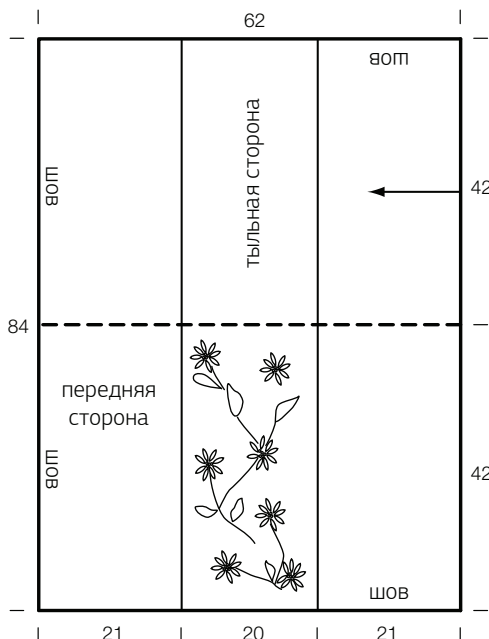 62
шов
шов
тыльная сторона
42
84
передняя
сторона
шов
42
шов
21
20
21